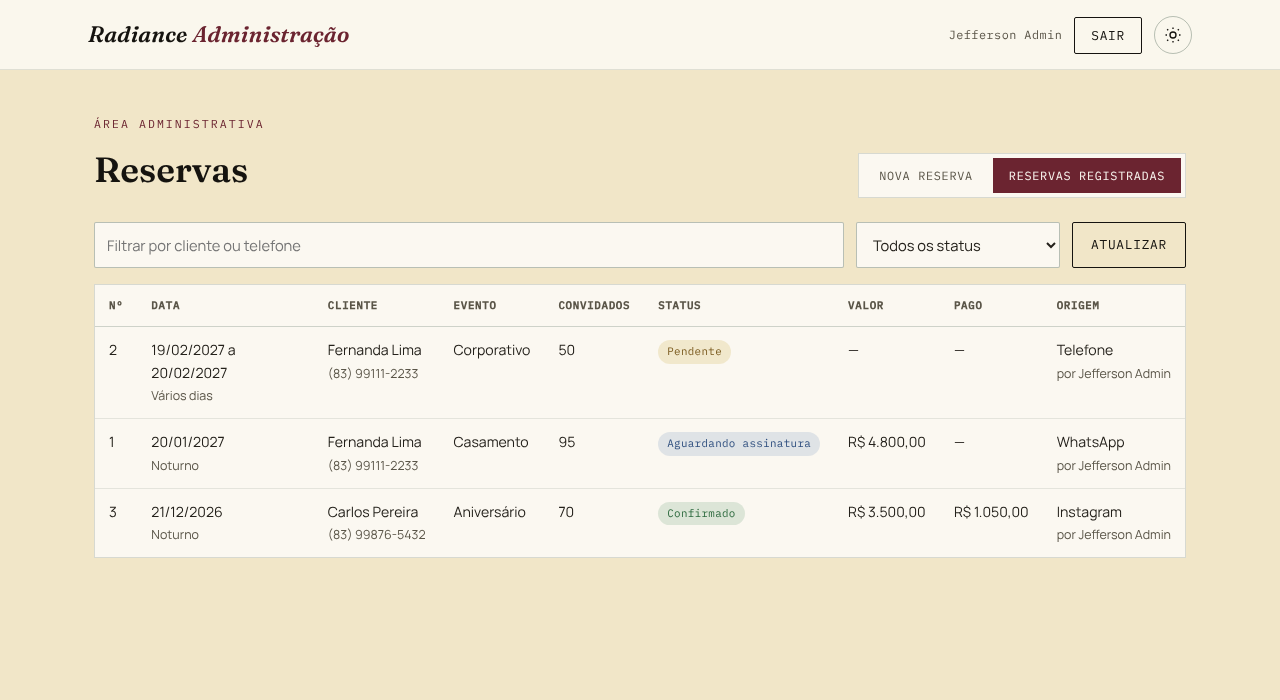 Radiance Administração
Jefferson Admin
SAIR
ÁREA ADMINISTRATIVA
Reservas
NOVA RESERVA
RESERVAS REGISTRADAS
Filtrar por cliente ou telefone
Todos os status
ATUALIZAR
Nº DATA CLIENTE EVENTO CONVIDADOS STATUS VALOR PAGO ORIGEM
2 19/02/2027 a Fernanda Lima Corporativo 50 Pendente — — Telefone
20/02/2027 (83) 99111-2233 por Jefferson Admin
Vários dias
1 20/01/2027 Fernanda Lima Casamento 95 Aguardando assinatura R$ 4.800,00 — WhatsApp
Noturno (83) 99111-2233 por Jefferson Admin
3 21/12/2026 Carlos Pereira Aniversário 70 Confirmado R$ 3.500,00 R$ 1.050,00 Instagram
Noturno (83) 99876-5432 por Jefferson Admin